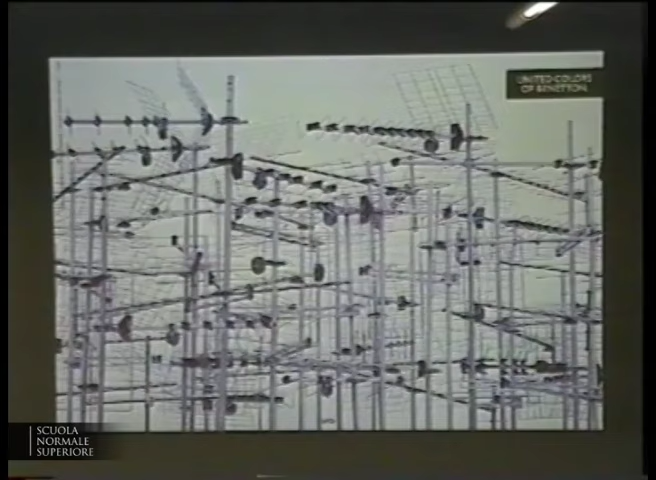 UNITED COLORS
OF BENETTON.
SCUOLA
NORMALE
SUPERIORE